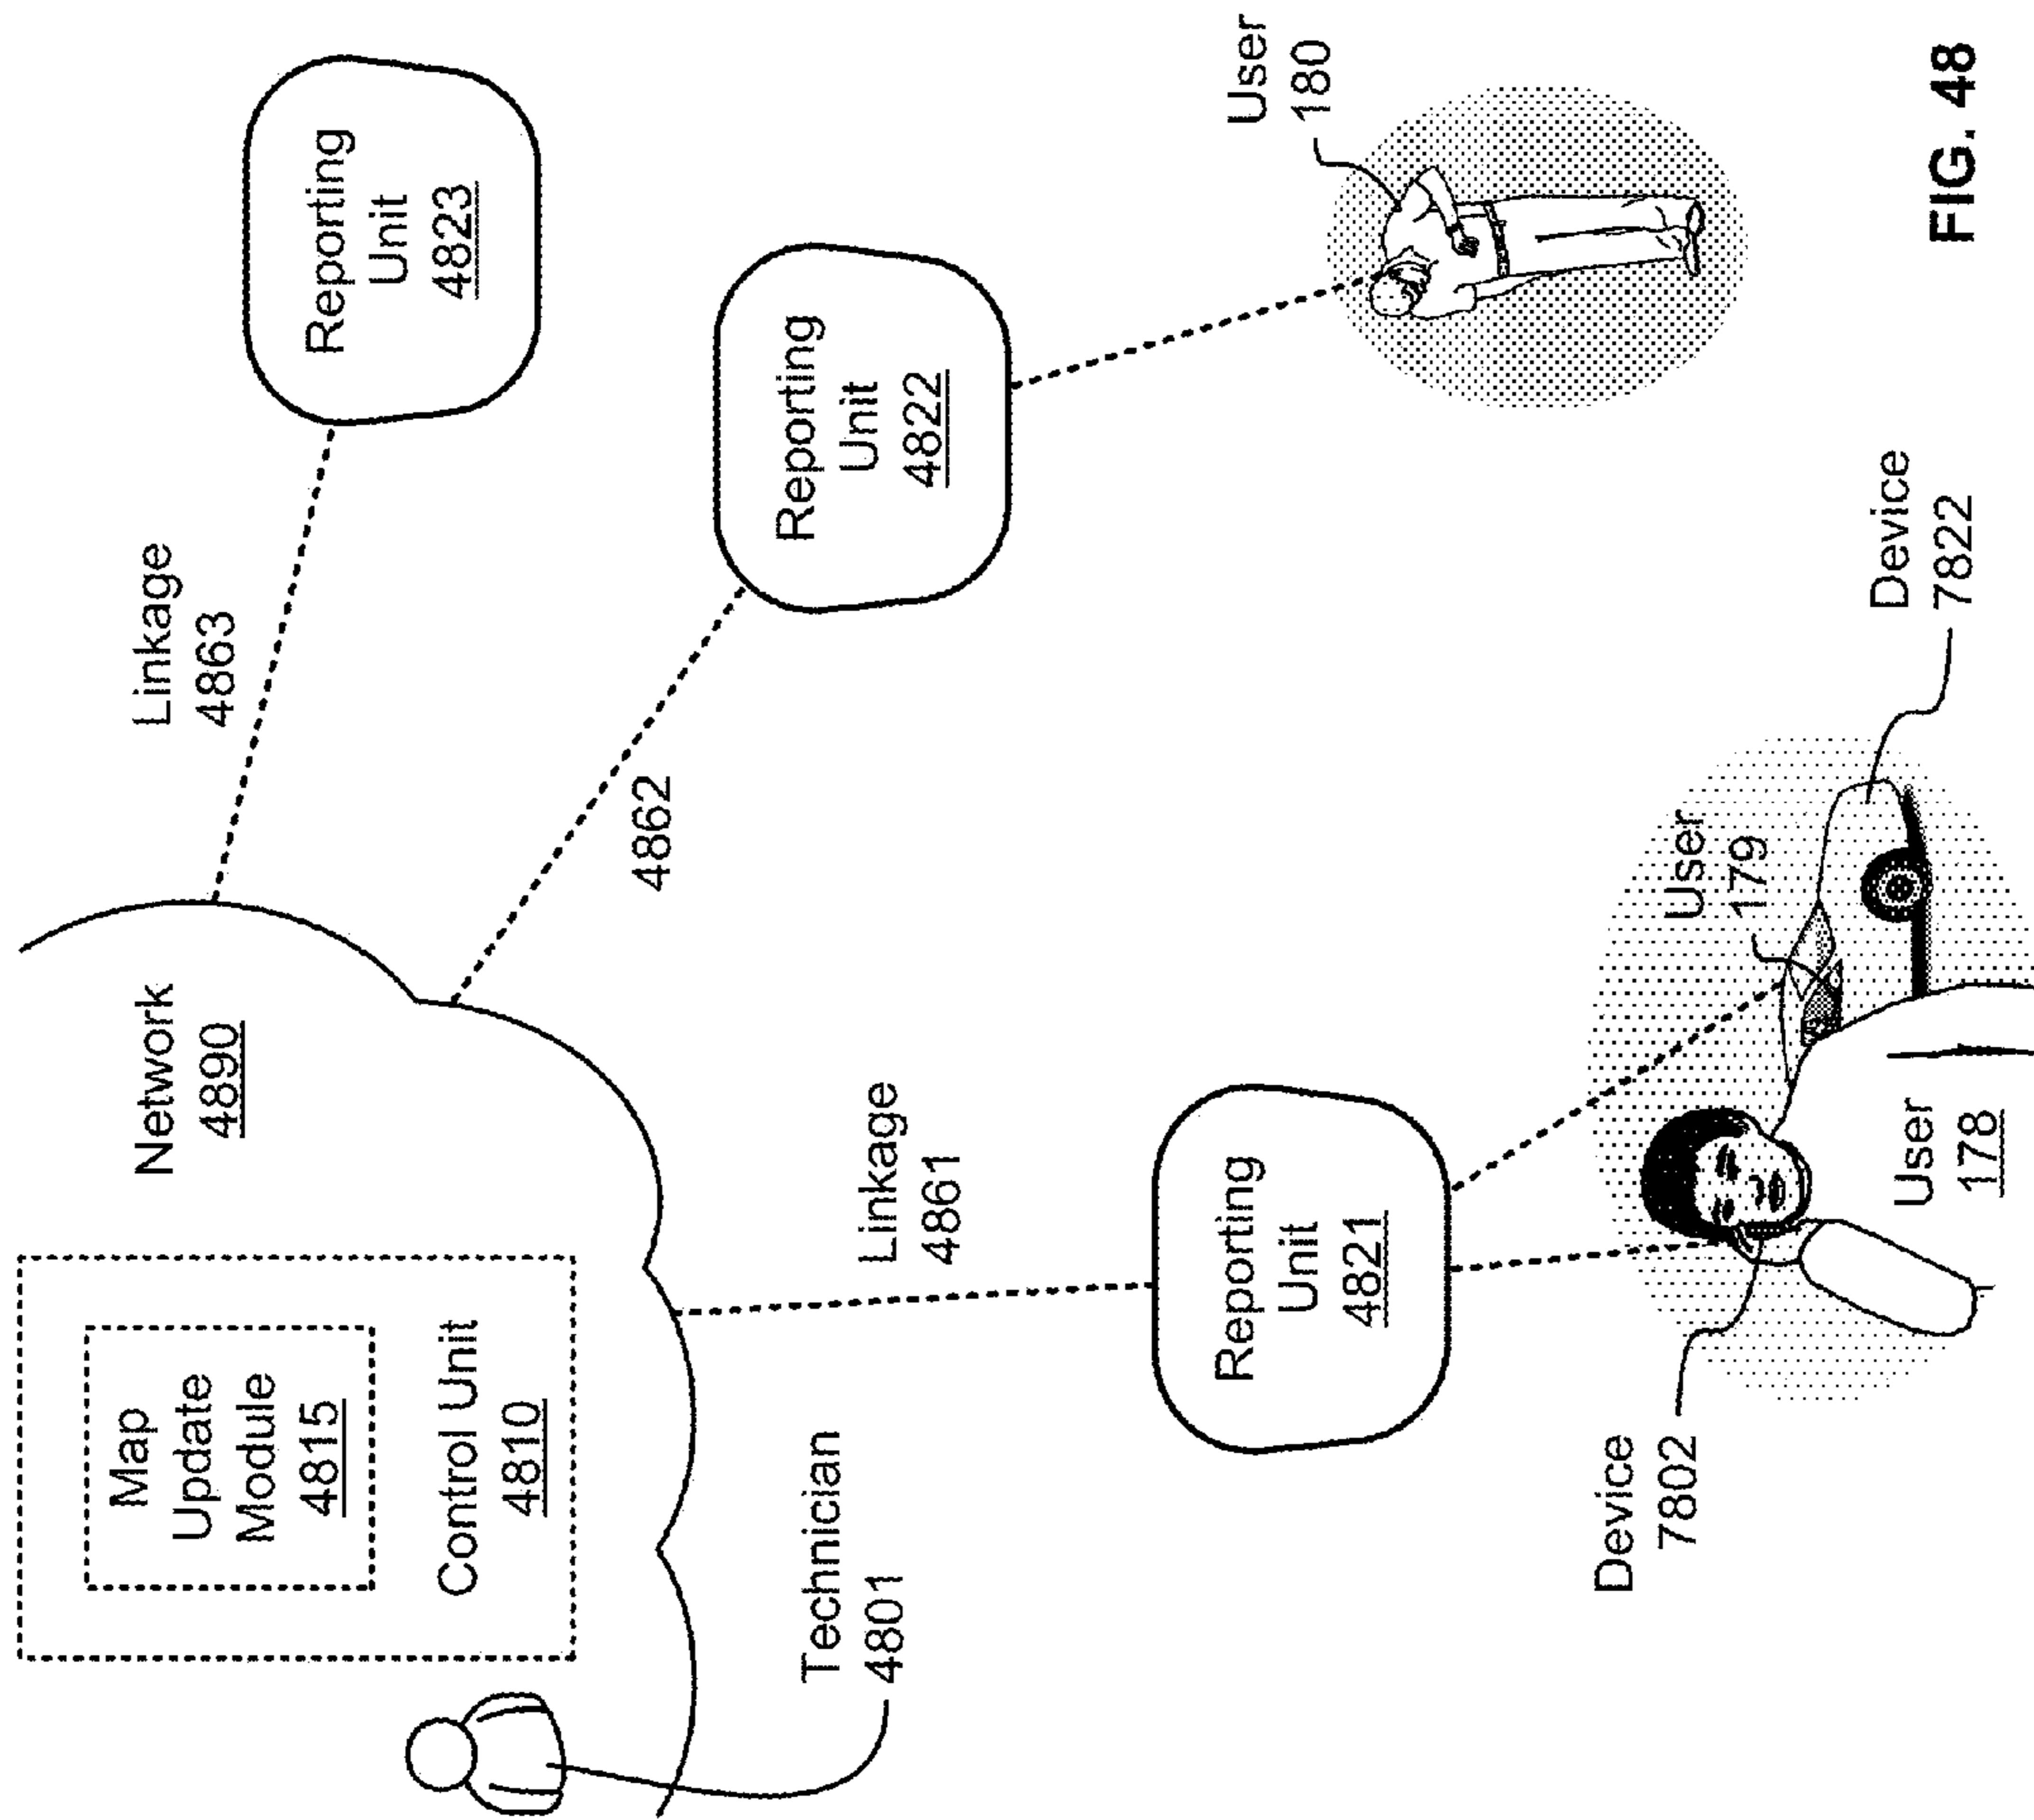 Map
Update
Module
4815
Control Unit
4810
Network
4890
Linkage
4863
Reporting
Unit
4823
Technician
4801
Linkage
4861
4862
Reporting
Unit
4822
Reporting
Unit
4821
User
180
Device
7802
User
178
User
179
Device
7822
FIG. 48